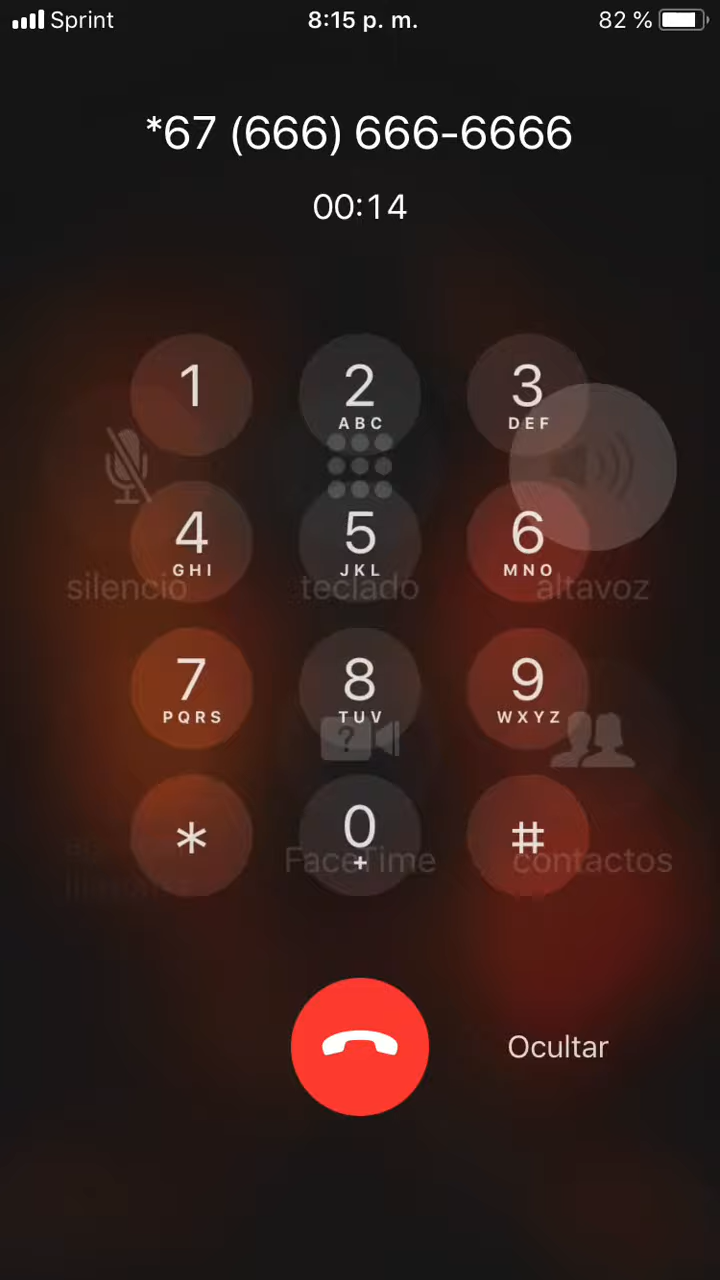 Sprint 8:15 p. m. 82 %
*67 (666) 666-6666
00:14
1 2 3
ABC DEF
4 5 6
GHI JKL MNO
silencio teclado altavoz
7 8 9
PQRS TUV WXYZ
?
* 0 #
+
FaceTime contactos
Ocultar